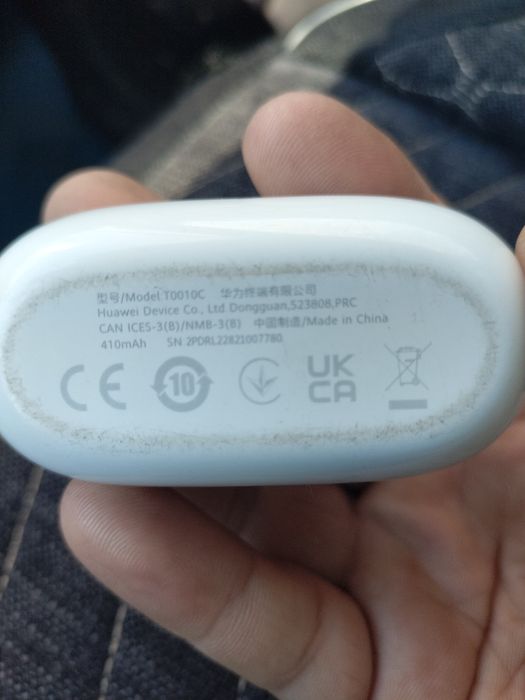 型号/Model T0010C 华为终端有限公司
Huawei Device Co., Ltd. Dongguan,523808,PRC
CAN ICES-3(B)/NMB-3(B) 中国制造/Made in China
410mAh SN 2PDRL22821007780
CE 10 UK
CA